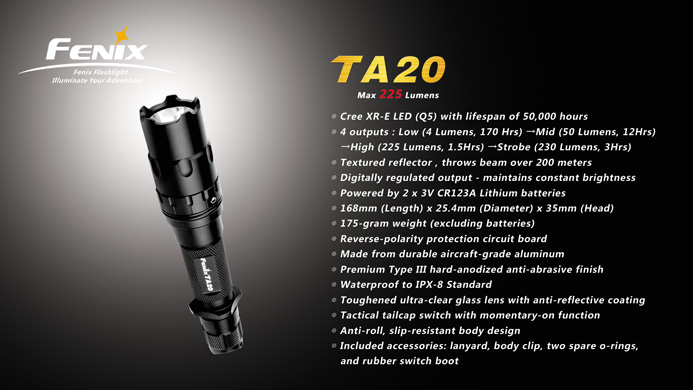 FENIX
Fenix Flashlight
Illuminate Your Adventure
Fenix TA20
TA20
Max 225 Lumens
Cree XR-E LED (Q5) with lifespan of 50,000 hours
4 outputs : Low (4 Lumens, 170 Hrs) →Mid (50 Lumens, 12Hrs)
→High (225 Lumens, 1.5Hrs) →Strobe (230 Lumens, 3Hrs)
Textured reflector , throws beam over 200 meters
Digitally regulated output - maintains constant brightness
Powered by 2 x 3V CR123A Lithium batteries
168mm (Length) x 25.4mm (Diameter) x 35mm (Head)
175-gram weight (excluding batteries)
Reverse-polarity protection circuit board
Made from durable aircraft-grade aluminum
Premium Type III hard-anodized anti-abrasive finish
Waterproof to IPX-8 Standard
Toughened ultra-clear glass lens with anti-reflective coating
Tactical tailcap switch with momentary-on function
Anti-roll, slip-resistant body design
Included accessories: lanyard, body clip, two spare o-rings,
and rubber switch boot